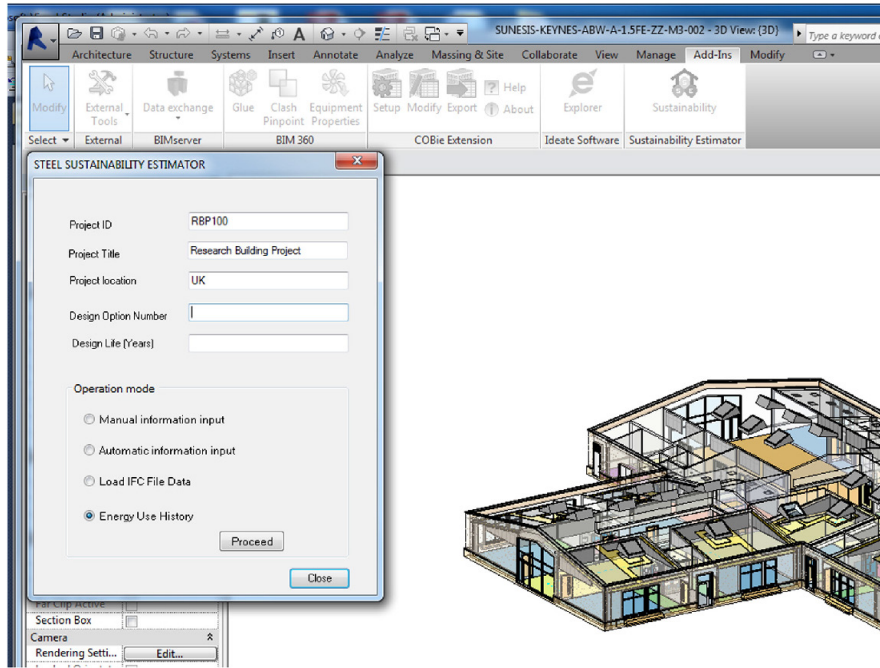 SUNESIS-KEYNES-ABW-A-1.5FE-ZZ-M3-002 - 3D View: {3D}
Type a keyword
Architecture Structure Systems Insert Annotate Analyze Massing & Site Collaborate View Manage Add-Ins Modify
Modify
External Tools
Data exchange
Glue
Clash Pinpoint
Equipment Properties
Setup Modify Export
Help
About
Explorer
Sustainability
Select External BIMserver BIM 360 COBie Extension Ideate Software Sustainability Estimator
STEEL SUSTAINABILITY ESTIMATOR
Project ID RBP100
Project Title Research Building Project
Project location UK
Design Option Number
Design Life (Years)
Operation mode
Manual information input
Automatic information input
Load IFC File Data
Energy Use History
Proceed
Close
Far Clip Active
Section Box
Camera
Rendering Setti... Edit...